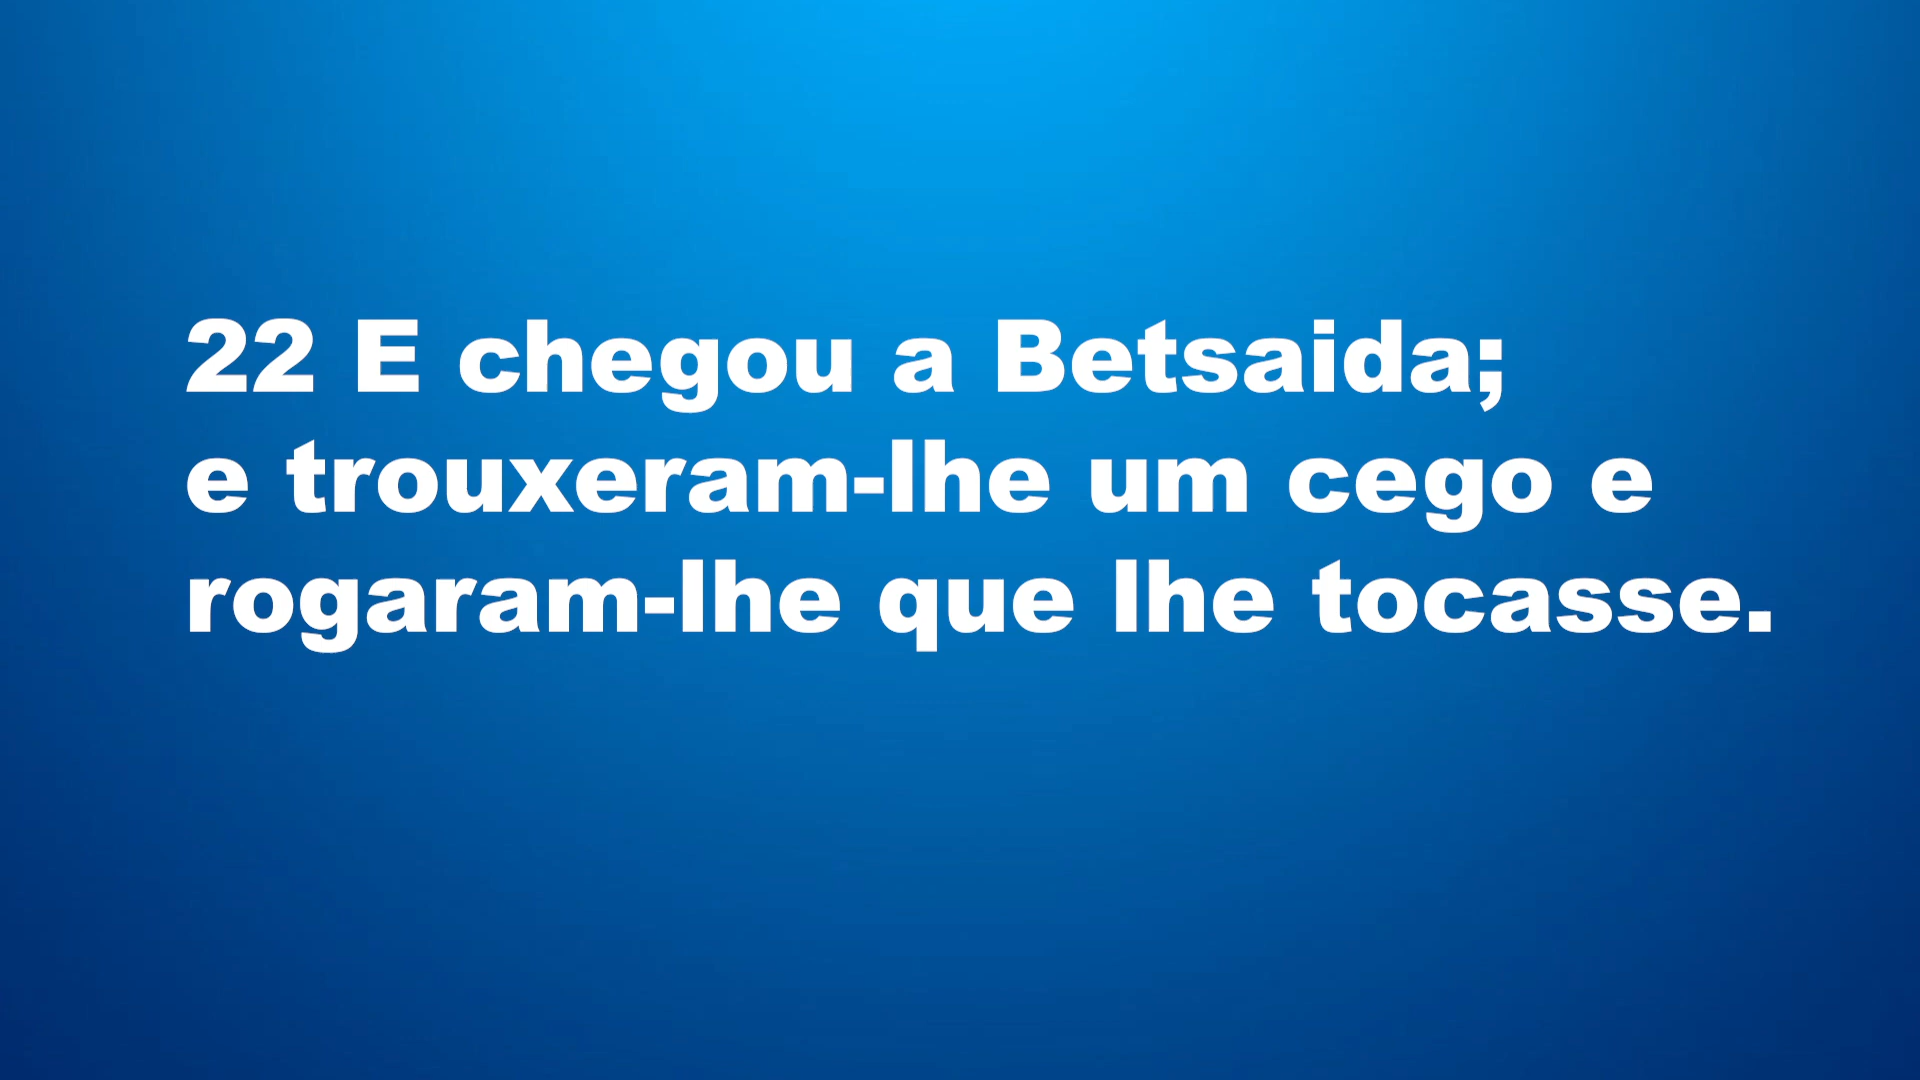 22 E chegou a Betsaida;
e trouxeram-lhe um cego e
rogaram-lhe que lhe tocasse.